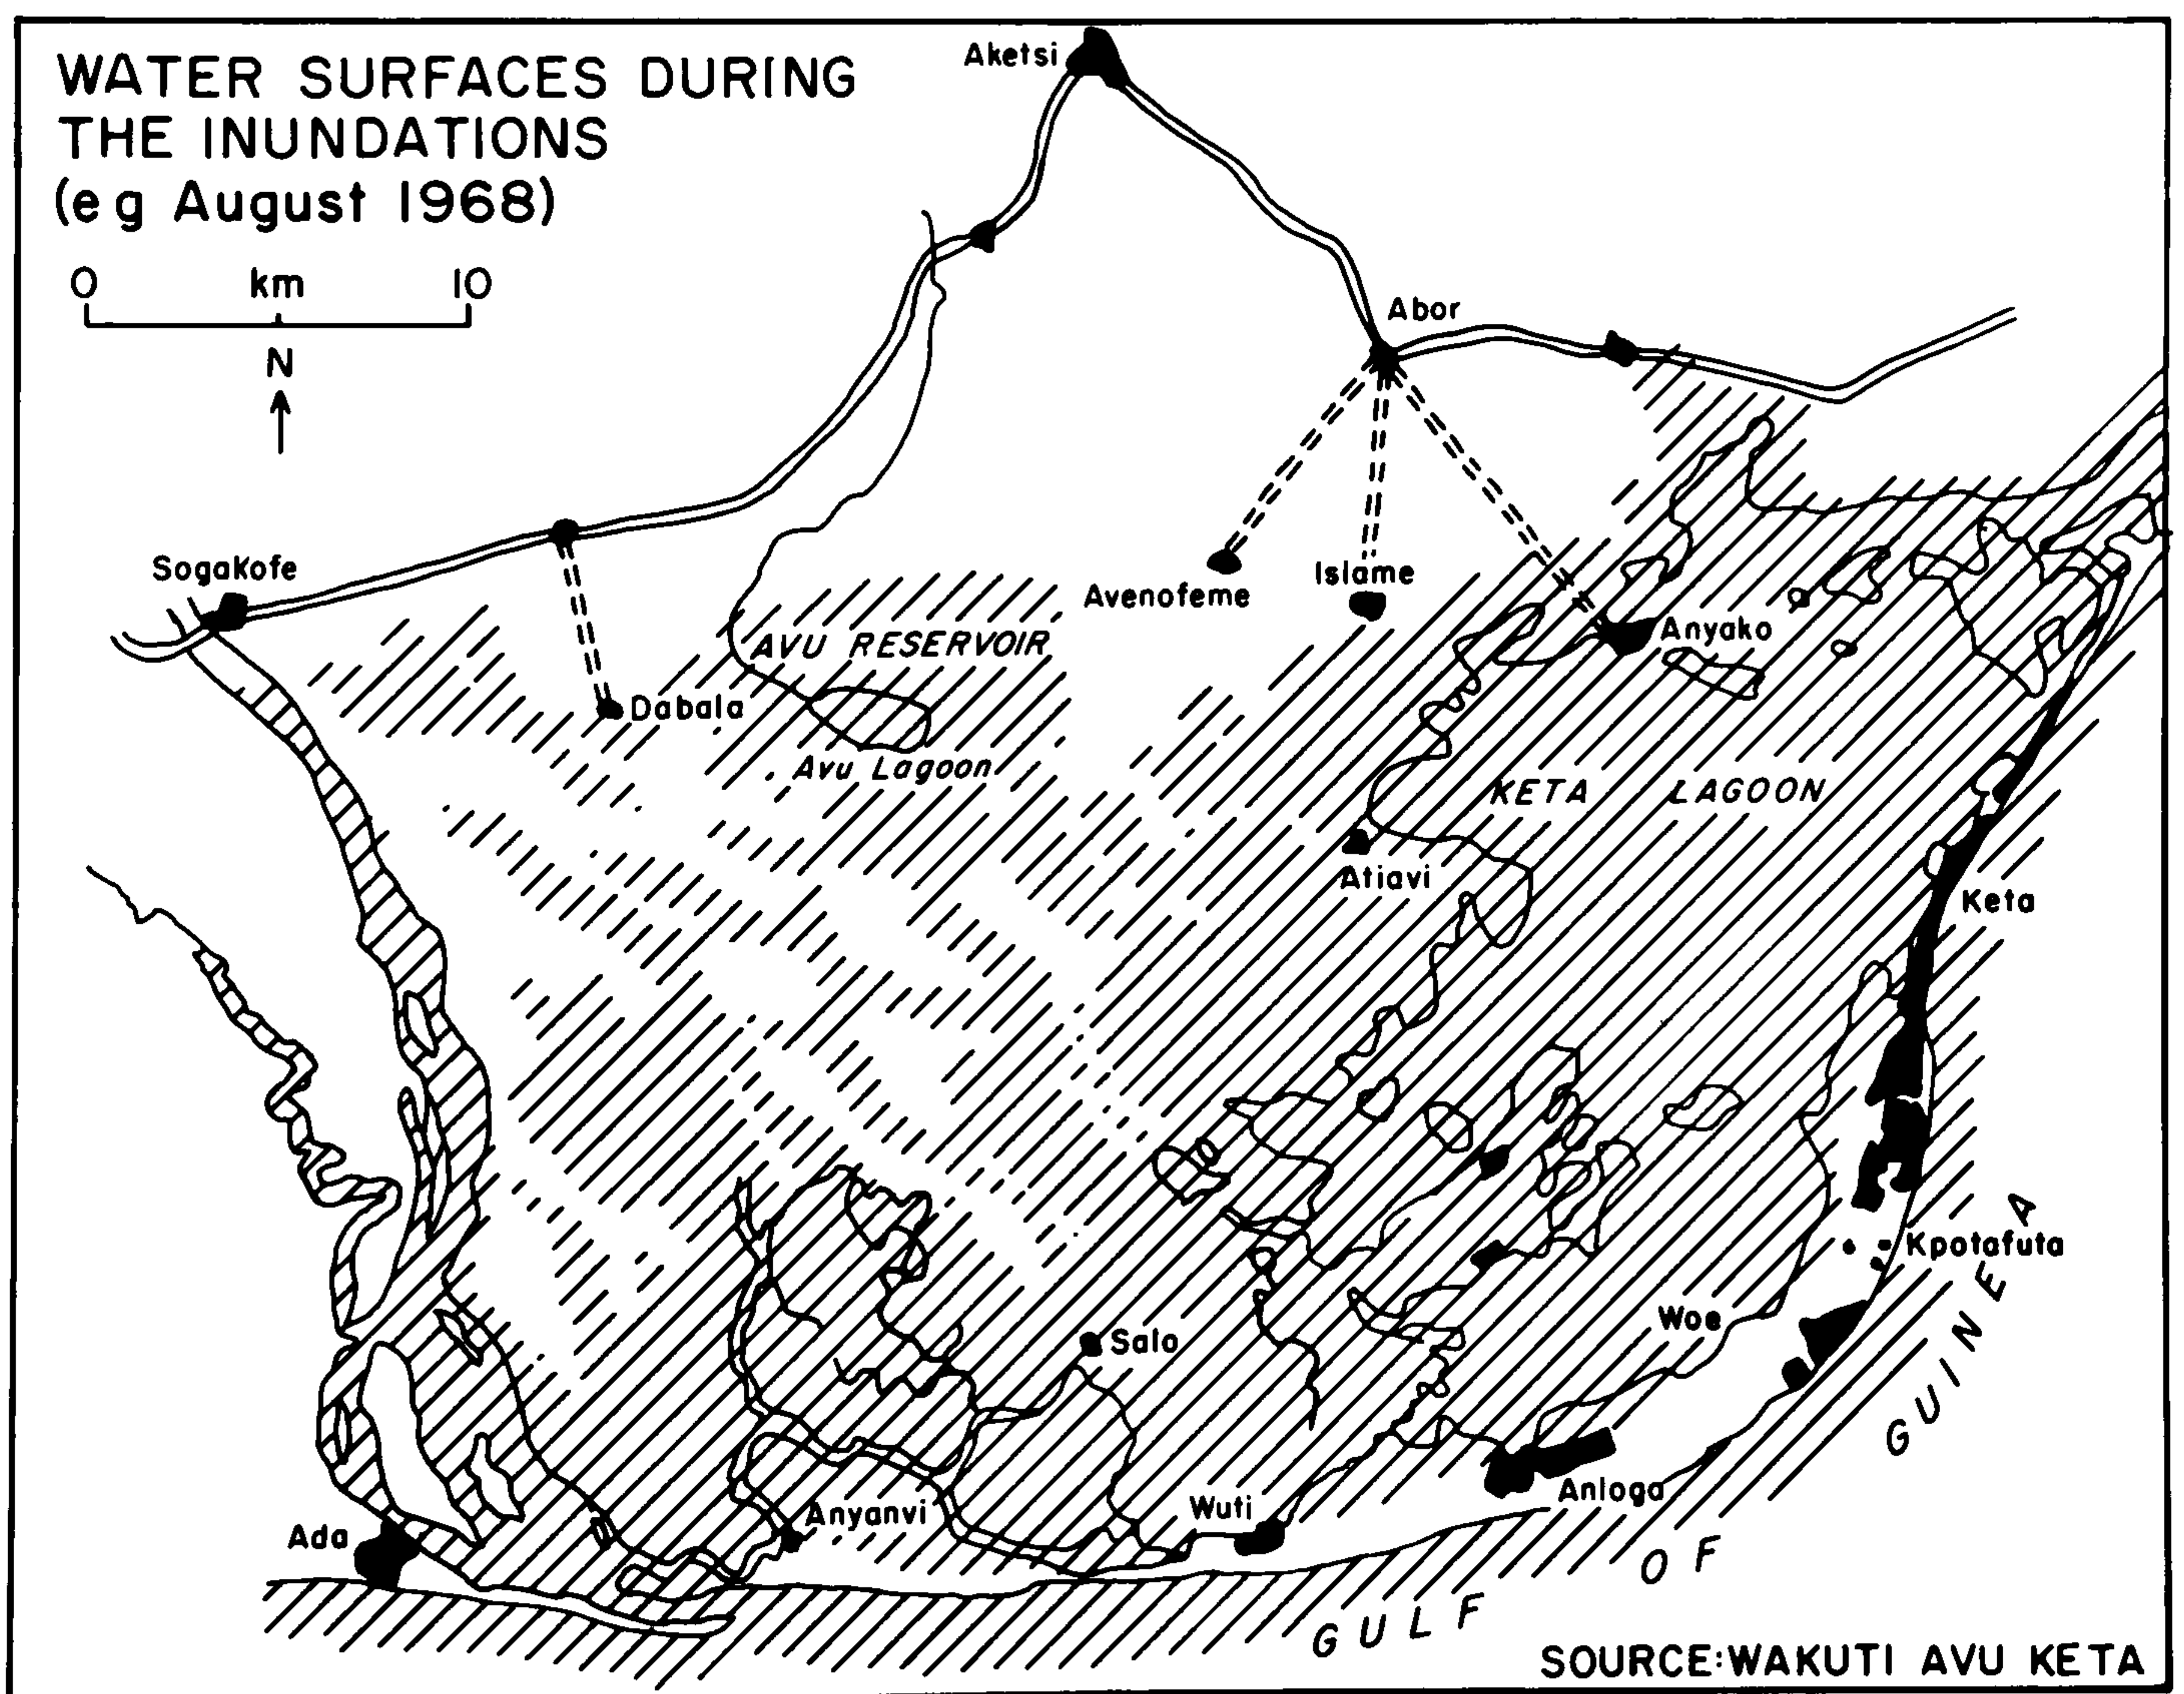 WATER SURFACES DURING
THE INUNDATIONS
(eg August 1968)
0 km 10
N
Aketsi
Abor
Sogakofe
Avenofeme
Islame
Anyako
AVU RESERVOIR
Dabala
Avu Lagoon
KETA LAGOON
Atiavi
Keta
Kpotafuta
Woe
Salo
Anloga
Wuti
Anyanvi
Ada
GULF OF GUINEA
SOURCE:WAKUTI AVU KETA